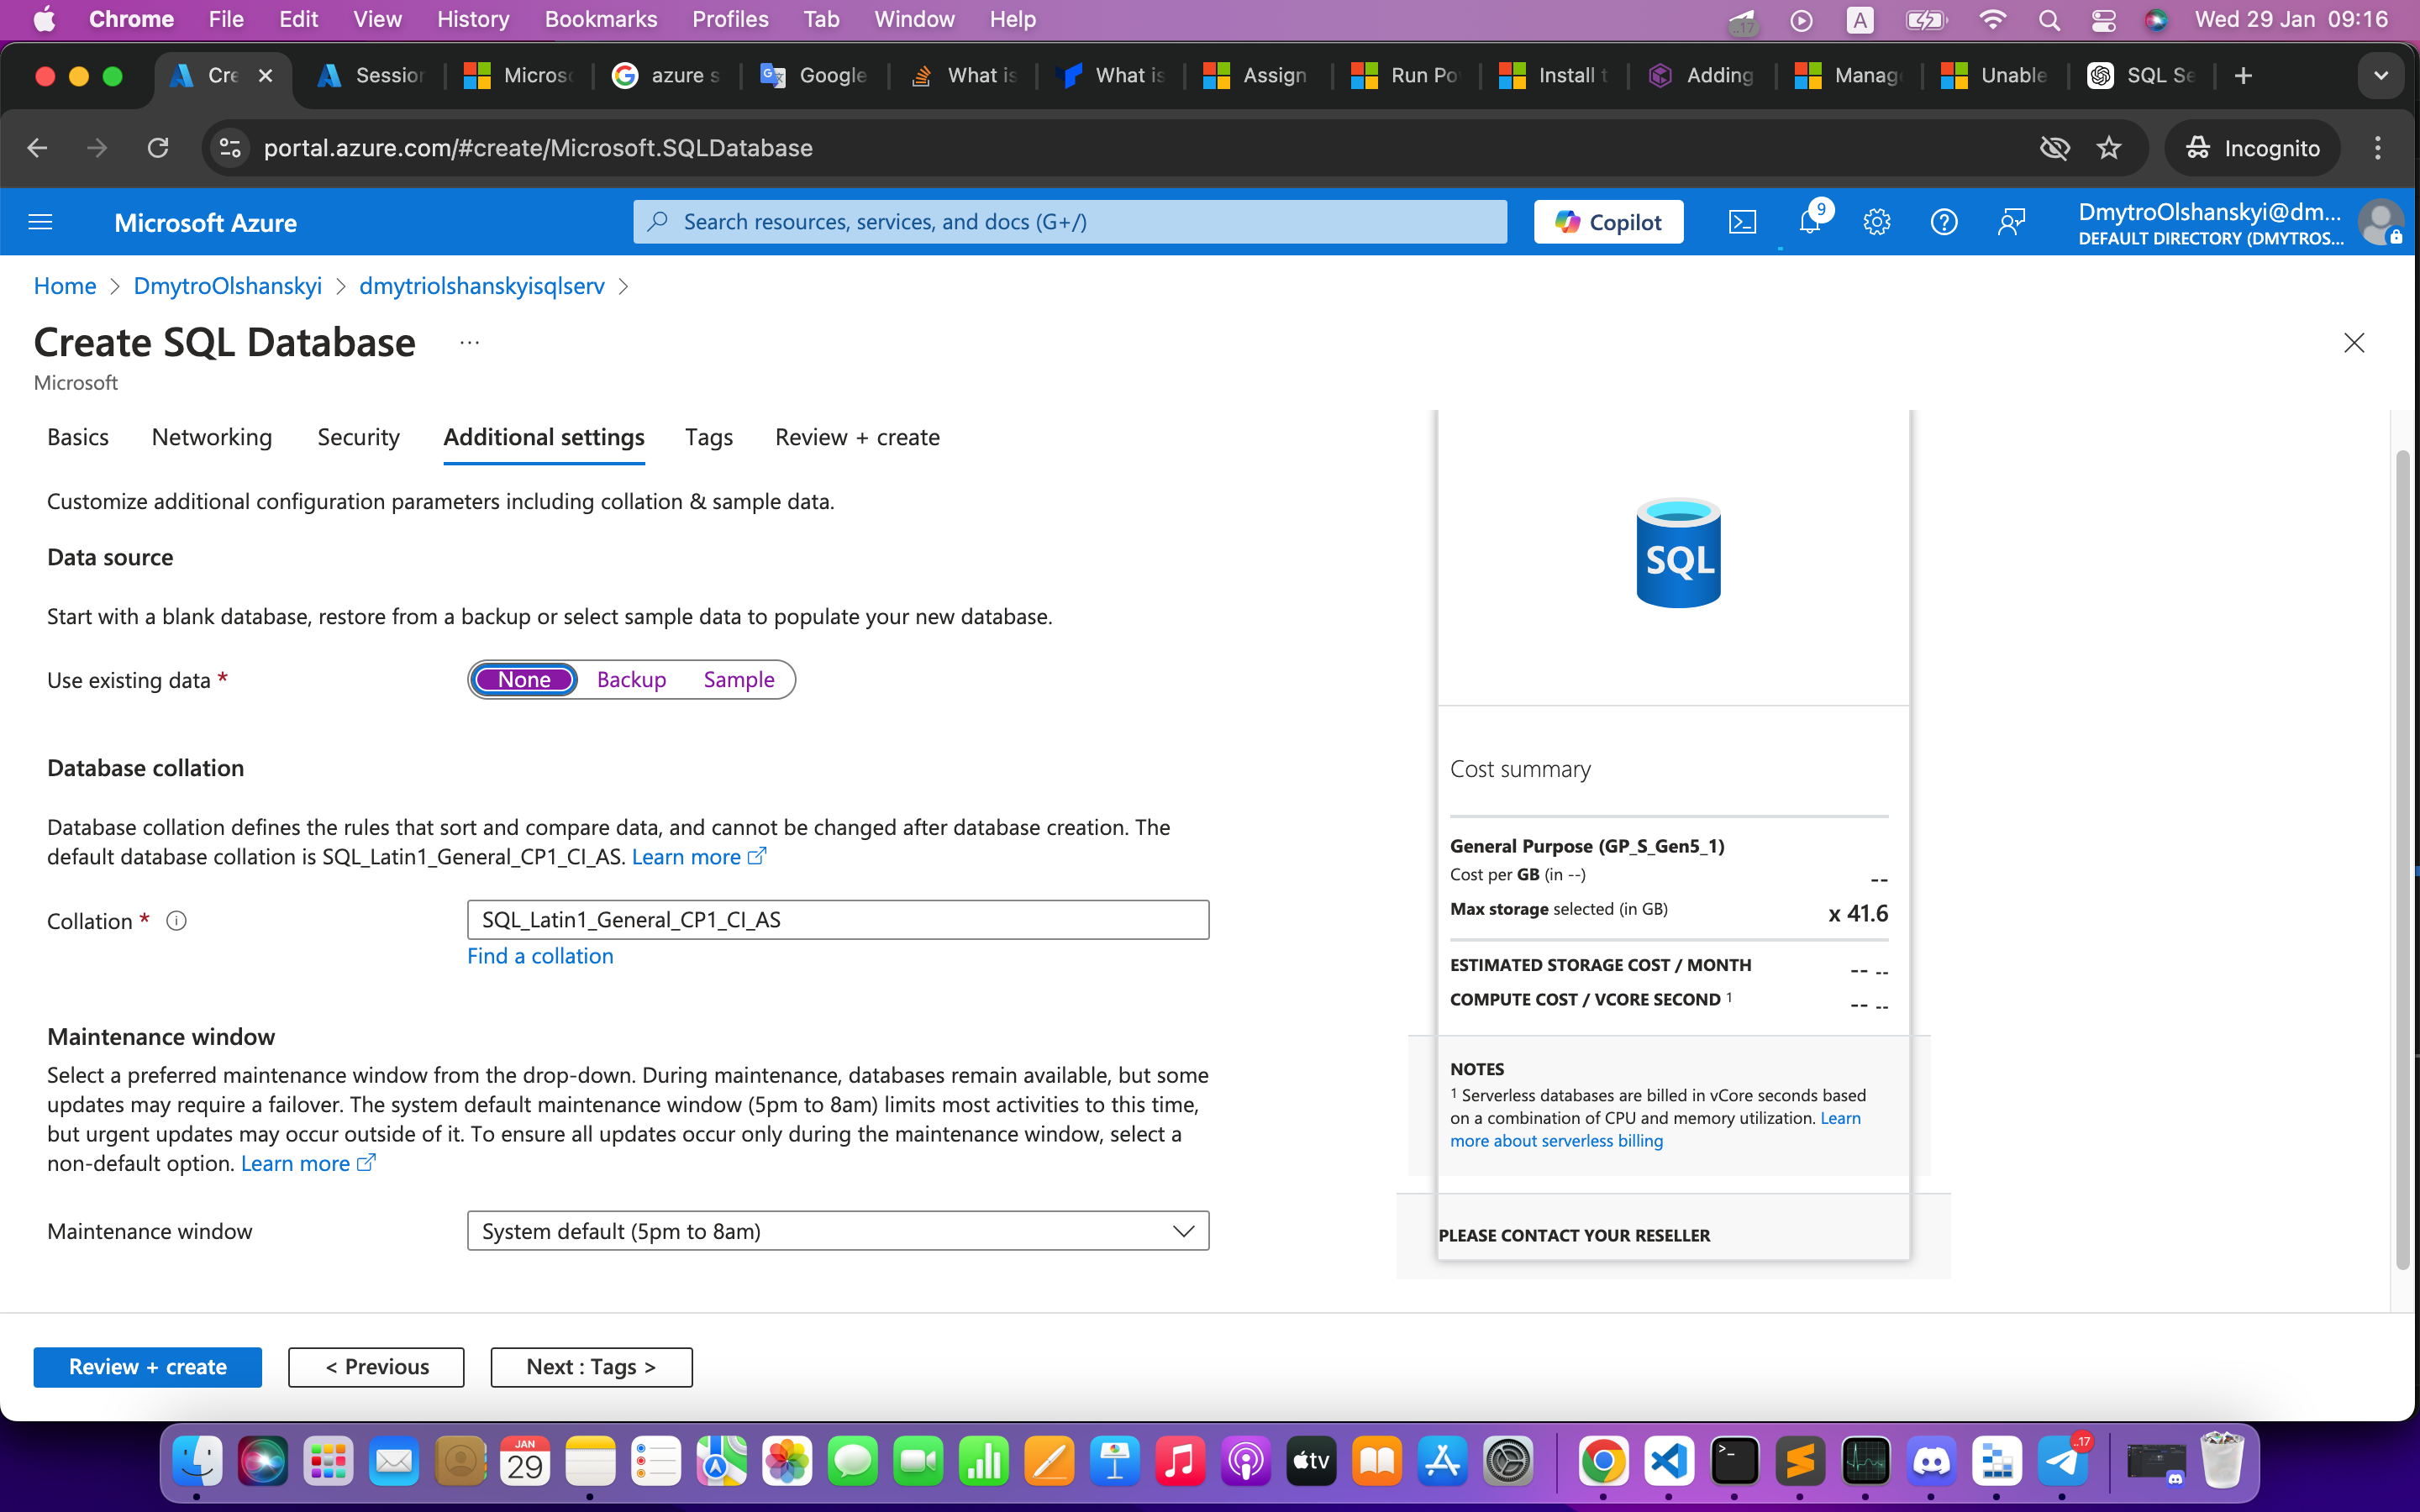 Chrome File Edit View History Bookmarks Profiles Tab Window Help
..17 A Wed 29 Jan 09:16
Cre Session Micros azure s Google What is What is Assign Run Po Install t Adding Manag Unable SQL Se
portal.azure.com/#create/Microsoft.SQLDatabase Incognito
Microsoft Azure Search resources, services, and docs (G+/) Copilot 9 DmytroOlshanskyi@dm...
DEFAULT DIRECTORY (DMYTROS...
Home > DmytroOlshanskyi > dmytriolshanskyisqlserv >
Create SQL Database ...
Microsoft
Basics Networking Security Additional settings Tags Review + create
Customize additional configuration parameters including collation & sample data.
Data source
Start with a blank database, restore from a backup or select sample data to populate your new database.
Use existing data * None Backup Sample
Database collation
Database collation defines the rules that sort and compare data, and cannot be changed after database creation. The
default database collation is SQL_Latin1_General_CP1_CI_AS. Learn more
Collation * SQL_Latin1_General_CP1_CI_AS
Find a collation
Maintenance window
Select a preferred maintenance window from the drop-down. During maintenance, databases remain available, but some
updates may require a failover. The system default maintenance window (5pm to 8am) limits most activities to this time,
but urgent updates may occur outside of it. To ensure all updates occur only during the maintenance window, select a
non-default option. Learn more
Maintenance window System default (5pm to 8am)
SQL
Cost summary
General Purpose (GP_S_Gen5_1)
Cost per GB (in --) --
Max storage selected (in GB) x 41.6
ESTIMATED STORAGE COST / MONTH -- --
COMPUTE COST / VCORE SECOND 1 -- --
NOTES
1 Serverless databases are billed in vCore seconds based
on a combination of CPU and memory utilization. Learn
more about serverless billing
PLEASE CONTACT YOUR RESELLER
Review + create < Previous Next : Tags >
JAN
29
tv
..17